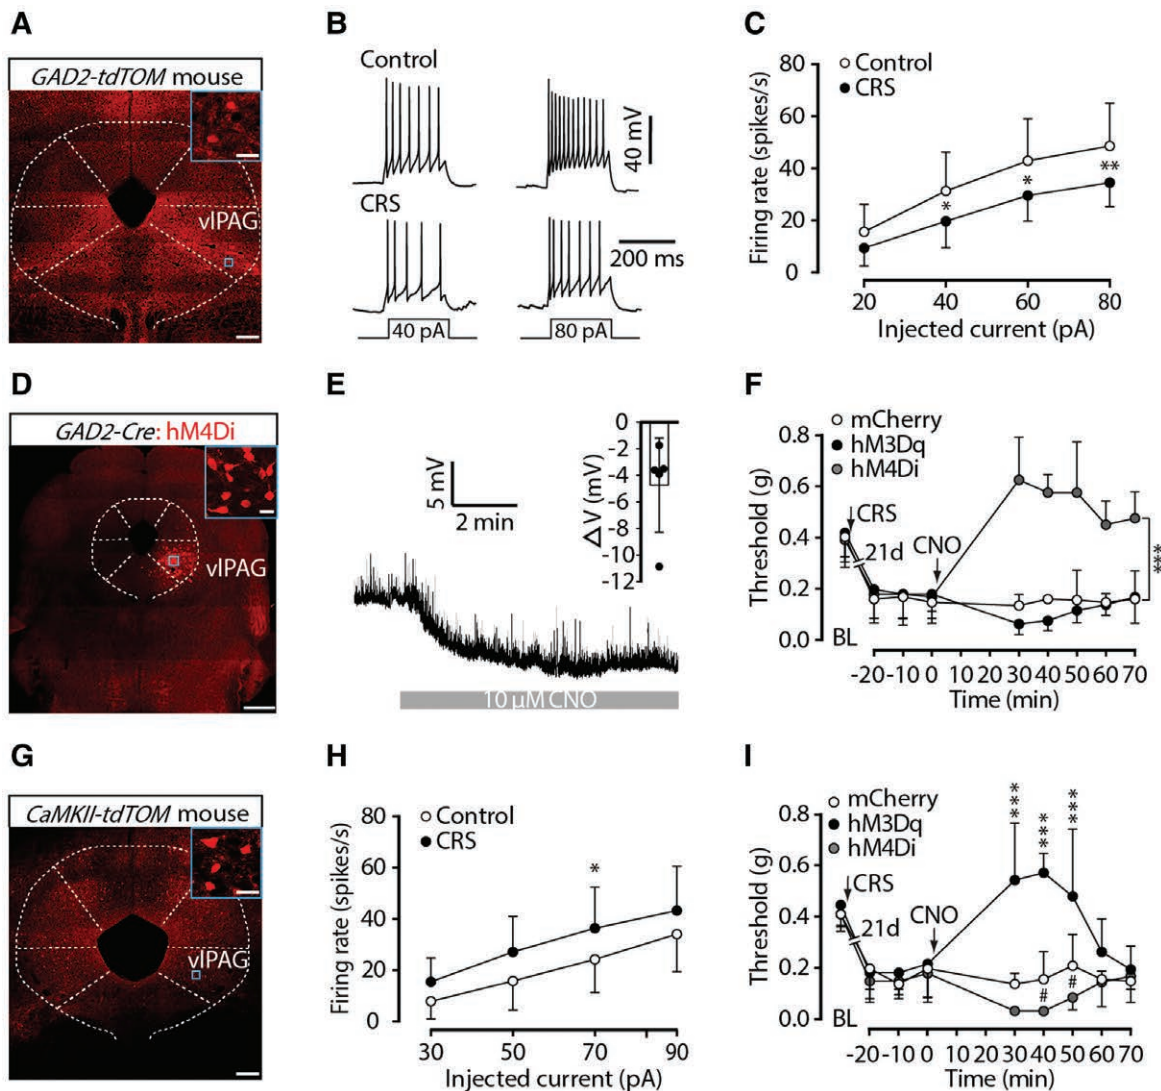 A
GAD2-tdTOM mouse
vlPAG
B
Control
40 mV
CRS
200 ms
40 pA
80 pA
C
Control
CRS
Firing rate (spikes/s)
80
60
40
20
0
*
*
**
20 40 60 80
Injected current (pA)
D
GAD2-Cre: hM4Di
vlPAG
E
5 mV
2 min
ΔV (mV)
0
-2
-4
-6
-8
-10
-12
10 µM CNO
F
mCherry
hM3Dq
hM4Di
Threshold (g)
0.8
0.6
0.4
0.2
0.0
CRS
21d
CNO
***
BL
-20 -10 0 10 20 30 40 50 60 70
Time (min)
G
CaMKII-tdTOM mouse
vlPAG
H
Control
CRS
Firing rate (spikes/s)
80
60
40
20
0
*
30 50 70 90
Injected current (pA)
I
mCherry
hM3Dq
hM4Di
Threshold (g)
0.8
0.6
0.4
0.2
0.0
CRS
21d
CNO
*** *** ***
# #
BL
-20 -10 0 10 20 30 40 50 60 70
Time (min)